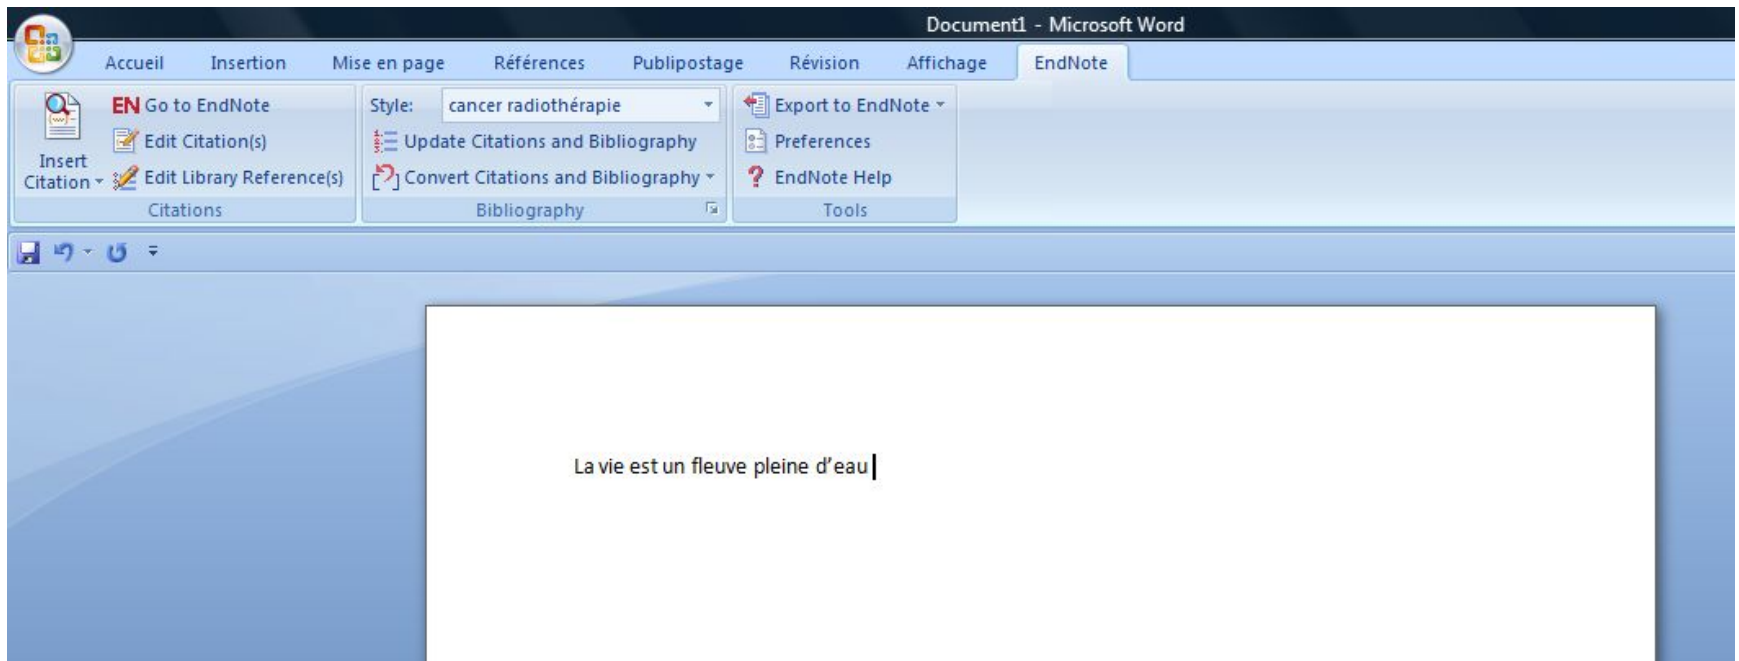 Document1 - Microsoft Word
Accueil Insertion Mise en page Références Publipostage Révision Affichage EndNote
EN Go to EndNote
Edit Citation(s)
Edit Library Reference(s)
Insert
Citation
Citations
Style: cancer radiothérapie
Update Citations and Bibliography
Convert Citations and Bibliography
Bibliography
Export to EndNote
Preferences
? EndNote Help
Tools
La vie est un fleuve pleine d’eau